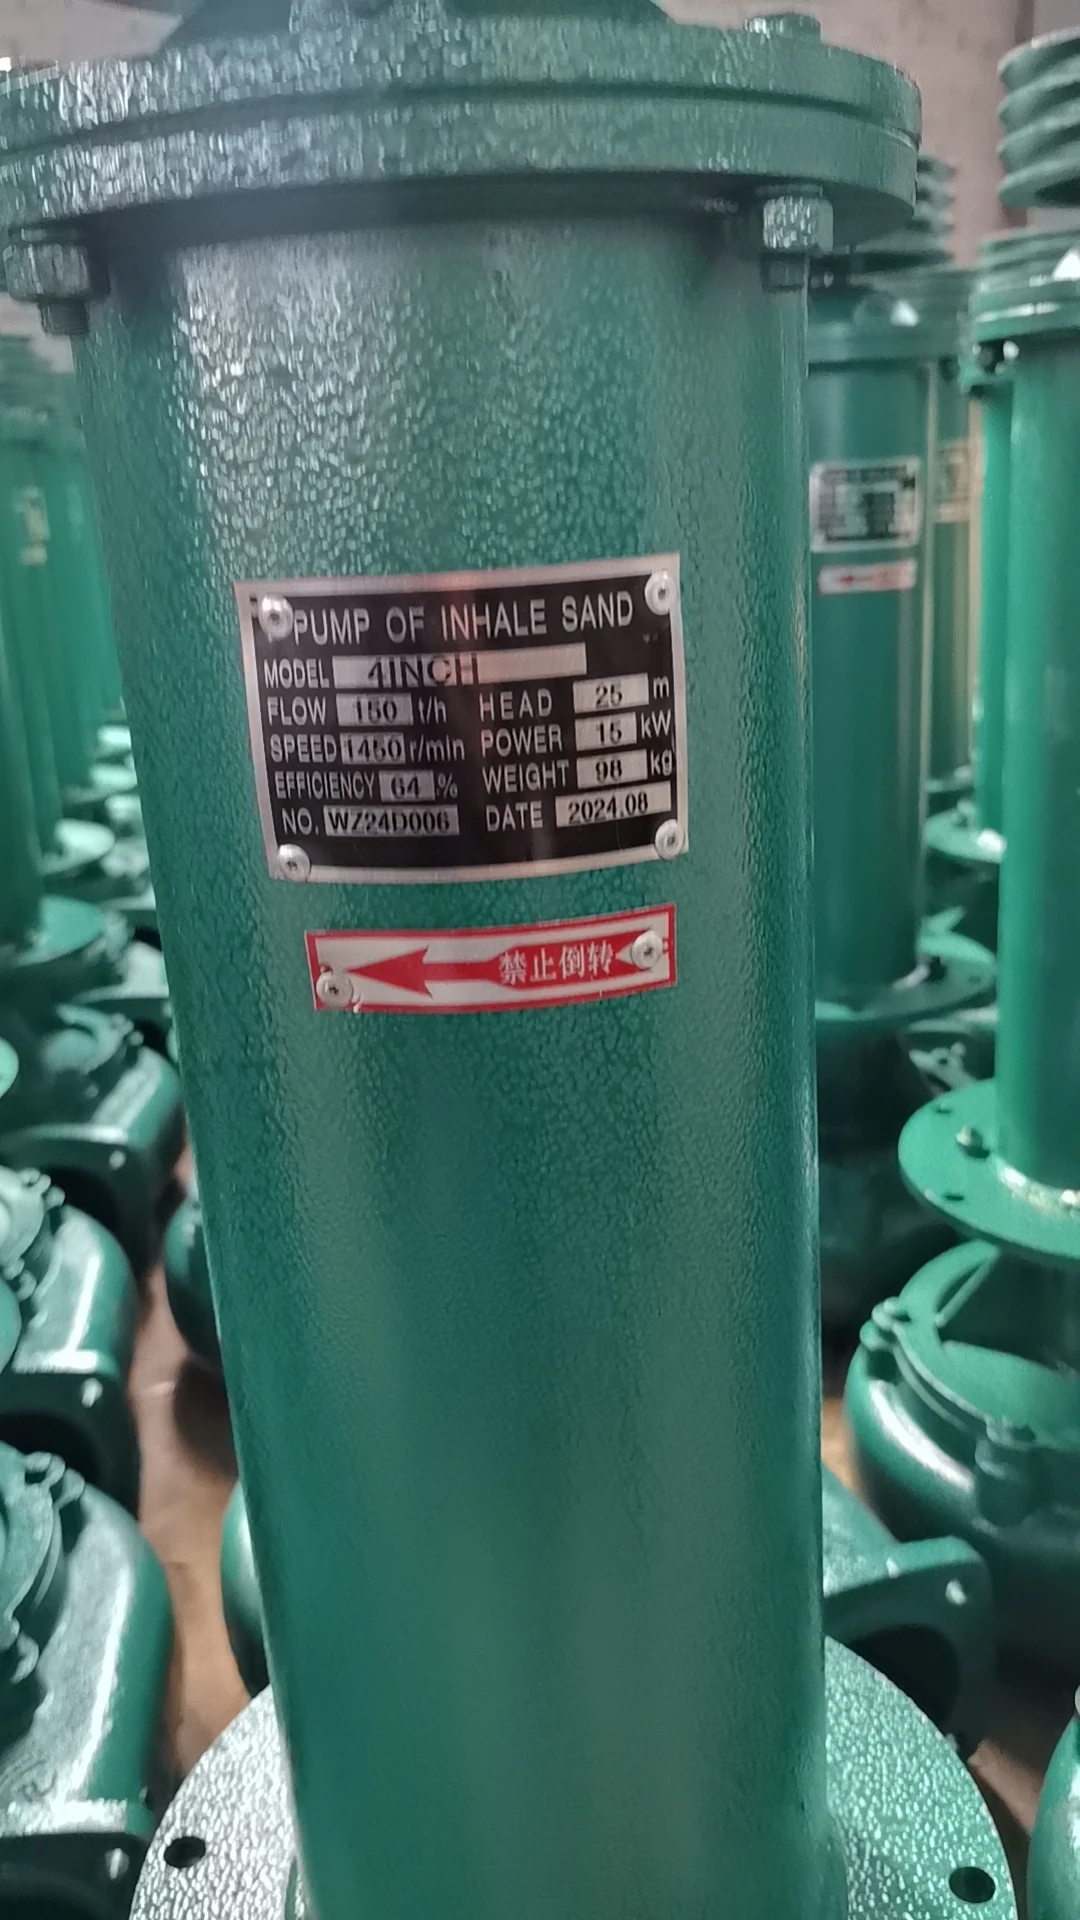 PUMP OF INHALE SAND
MODEL 4INCH
FLOW 150 t/h HEAD 25 m
SPEED 1450 r/min POWER 15 kW
EFFICIENCY 64 % WEIGHT 98 kg
NO. WZ24D006 DATE 2024.08
禁止倒转